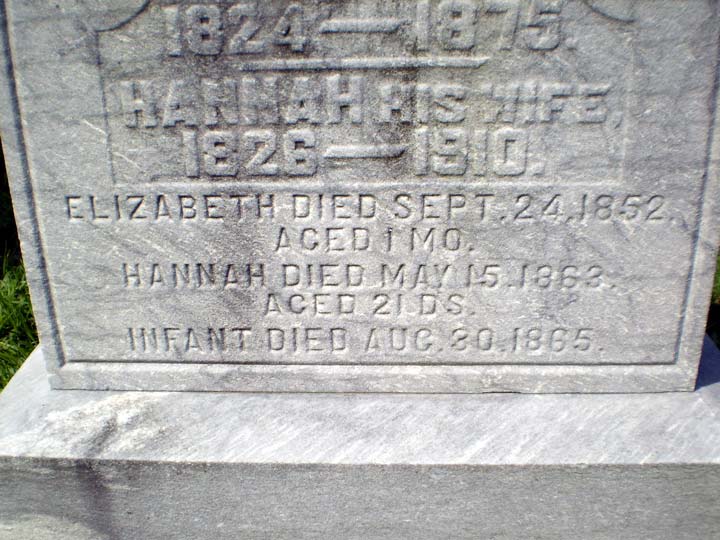 1824—1875.
HANNAH HIS WIFE,
1826—1910.
ELIZABETH DIED SEPT. 24, 1852.
AGED 1 MO.
HANNAH DIED MAY 15, 1863.
AGED 21 DS.
INFANT DIED AUG. 30, 1865.